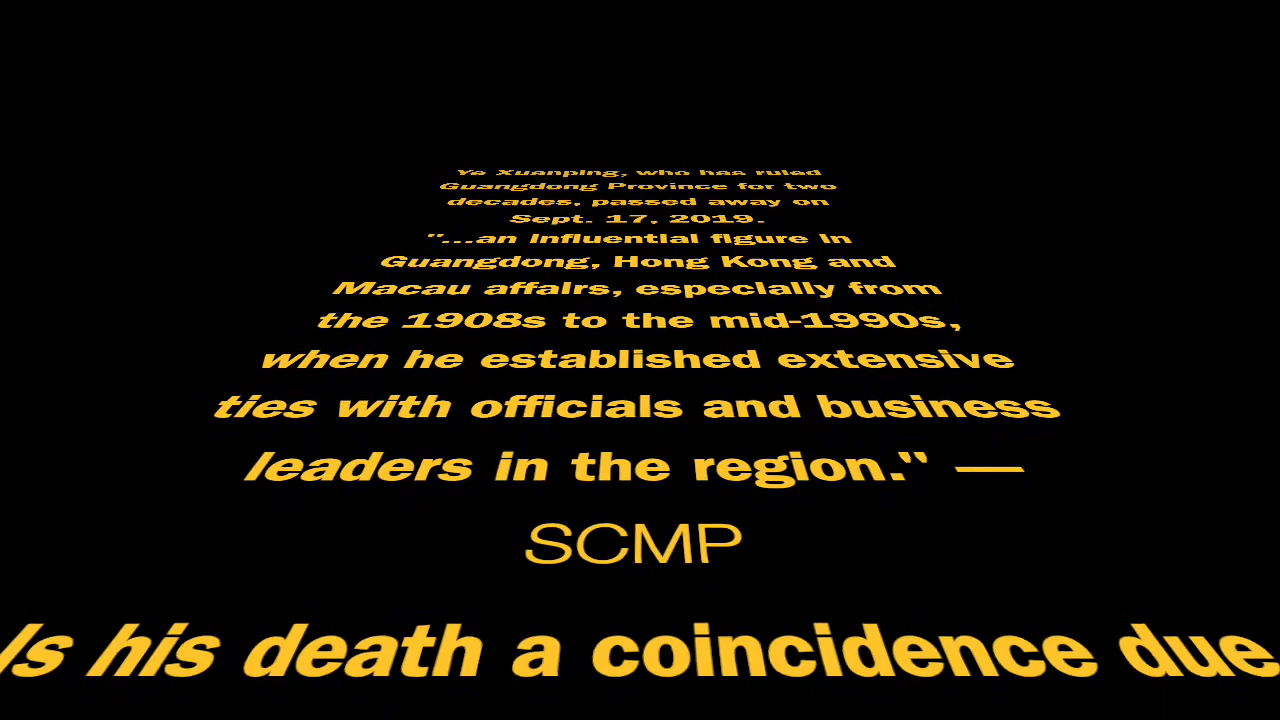 Ye Xuanping, who has ruled
Guangdong Province for two
decades, passed away on
Sept. 17, 2019.
"...an influential figure in
Guangdong, Hong Kong and
Macau affairs, especially from
the 1908s to the mid-1990s,
when he established extensive
ties with officials and business
leaders in the region." —
SCMP
Is his death a coincidence due